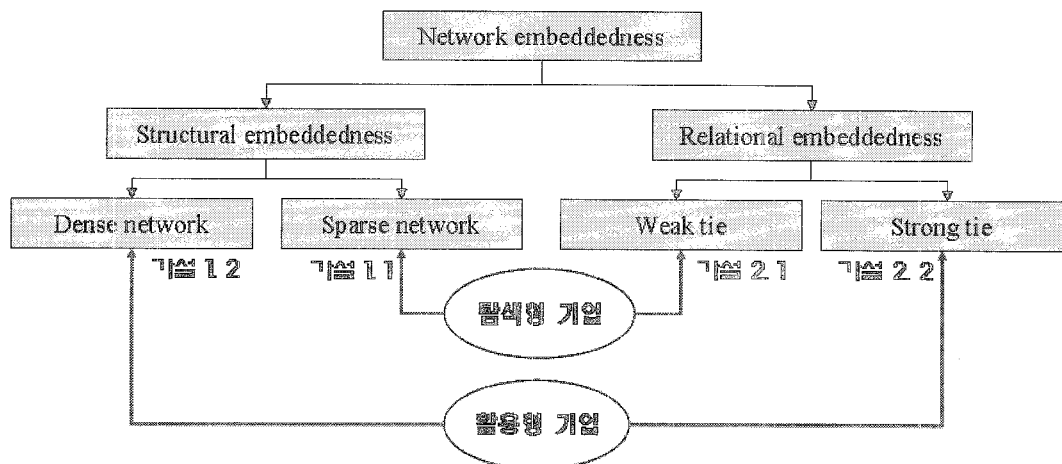 Network embeddedness
Structural embeddedness
Relational embeddedness
Dense network
Sparse network
Weak tie
Strong tie
가설 1.2
가설 1.1
가설 2.1
가설 2.2
탐색형 기업
활용형 기업